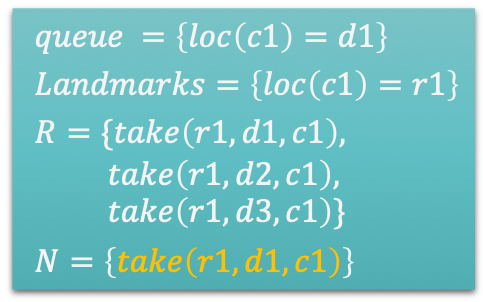 queue = {loc(c1) = d1}
Landmarks = {loc(c1) = r1}
R = {take(r1, d1, c1),
take(r1, d2, c1),
take(r1, d3, c1)}
N = {take(r1, d1, c1)}